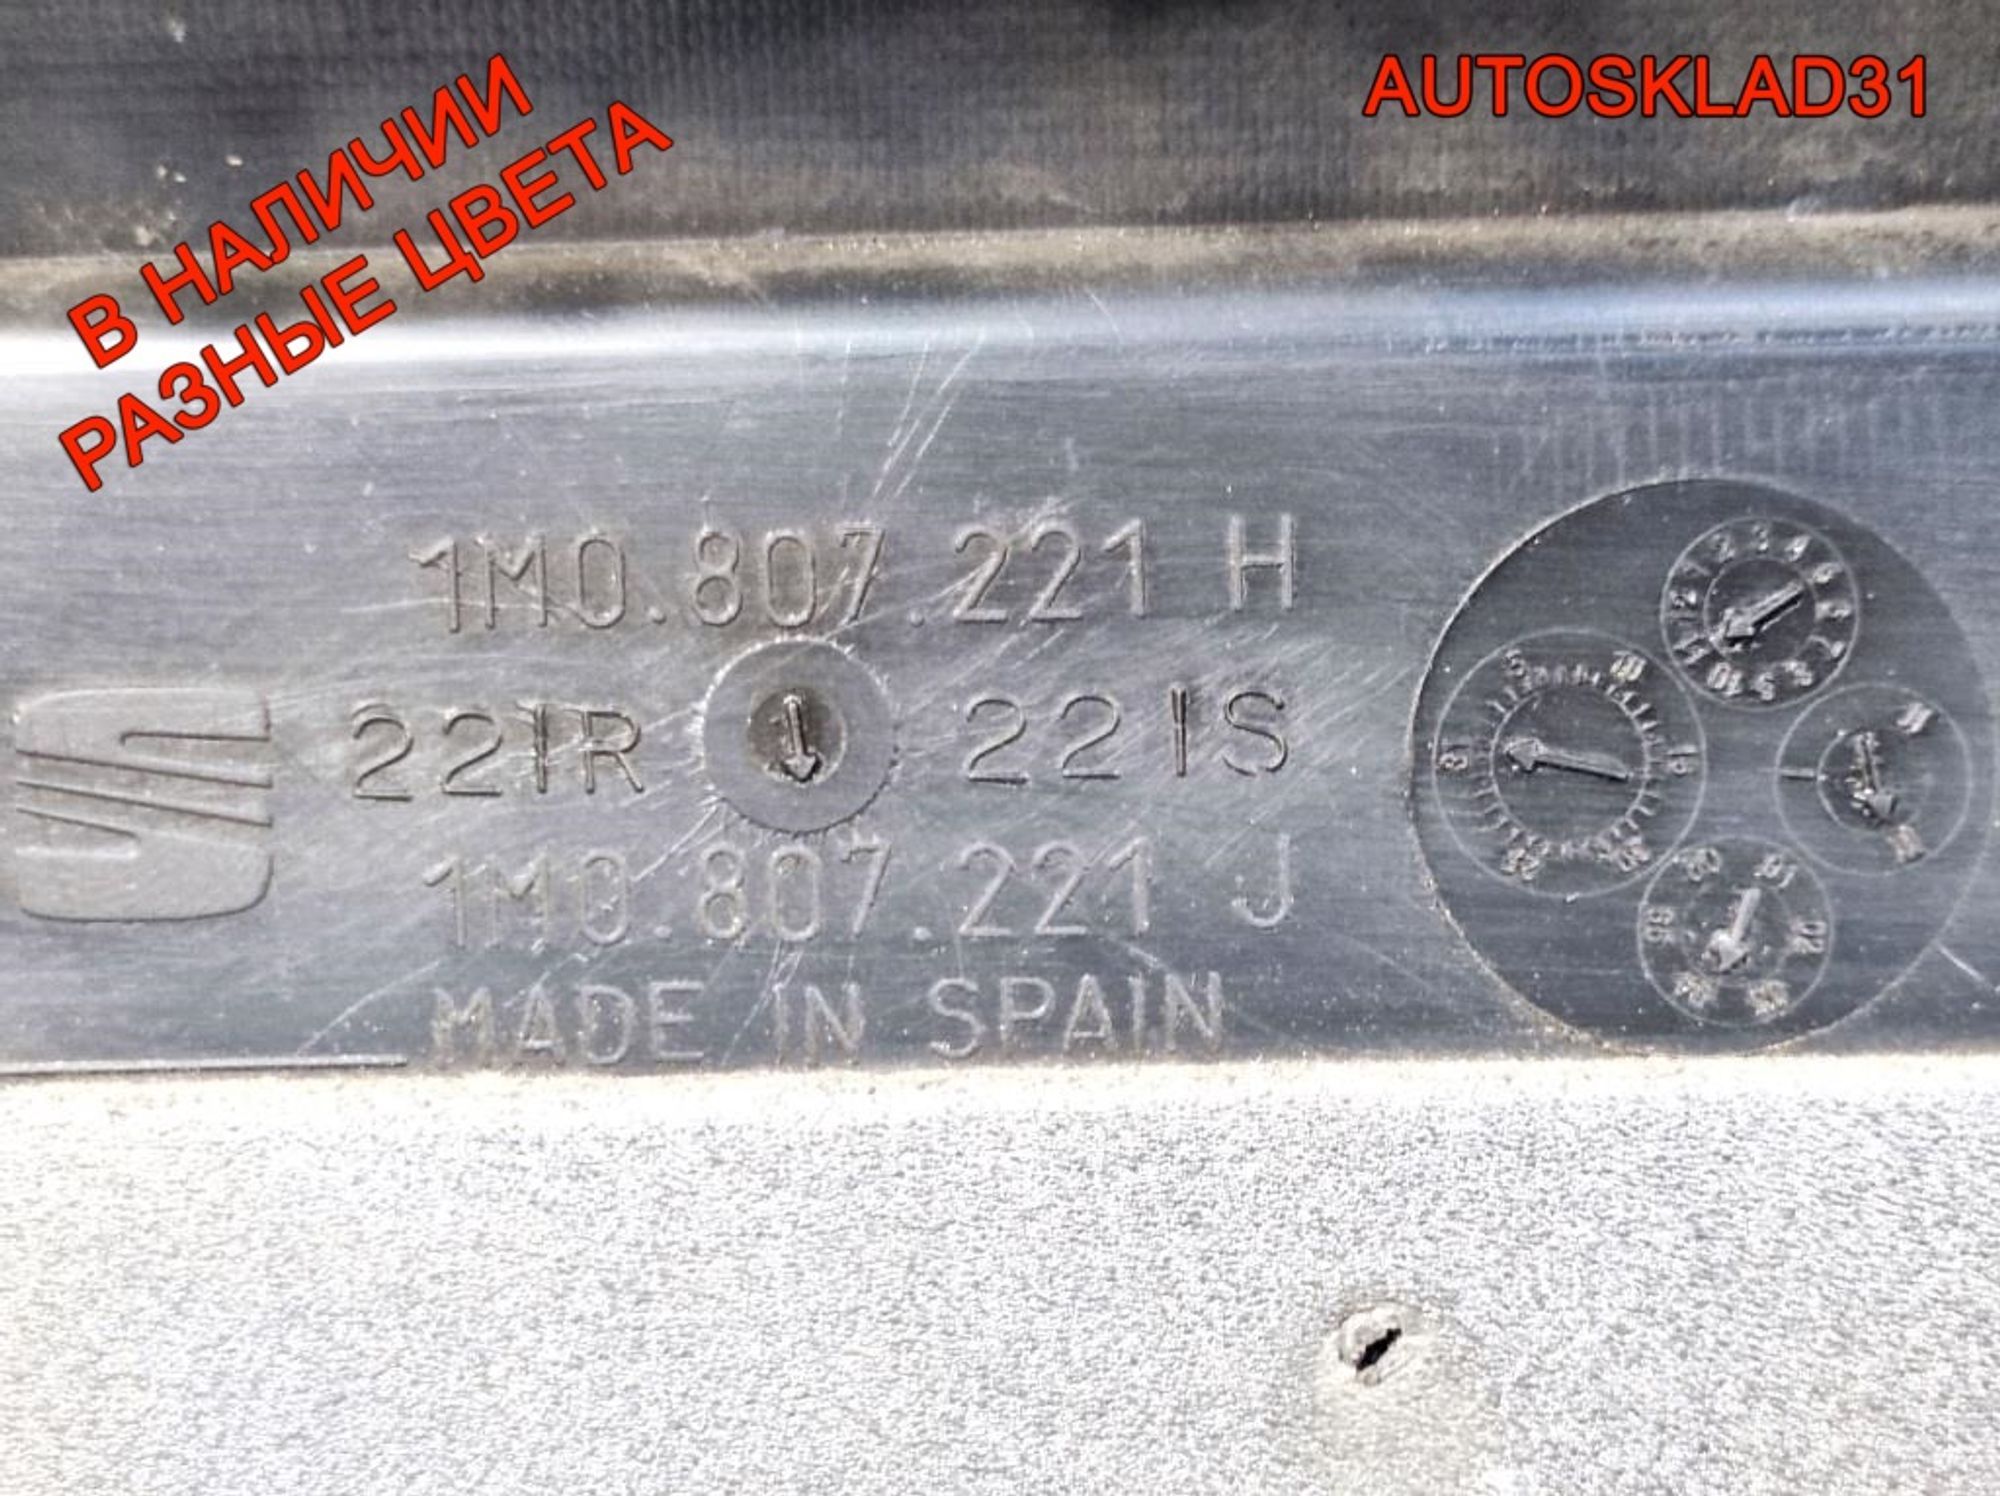 В НАЛИЧИИ
РАЗНЫЕ ЦВЕТА
AUTOSKLAD31
1M0.807.221 H
221R 221S
1M0.807.221 J
MADE IN SPAIN